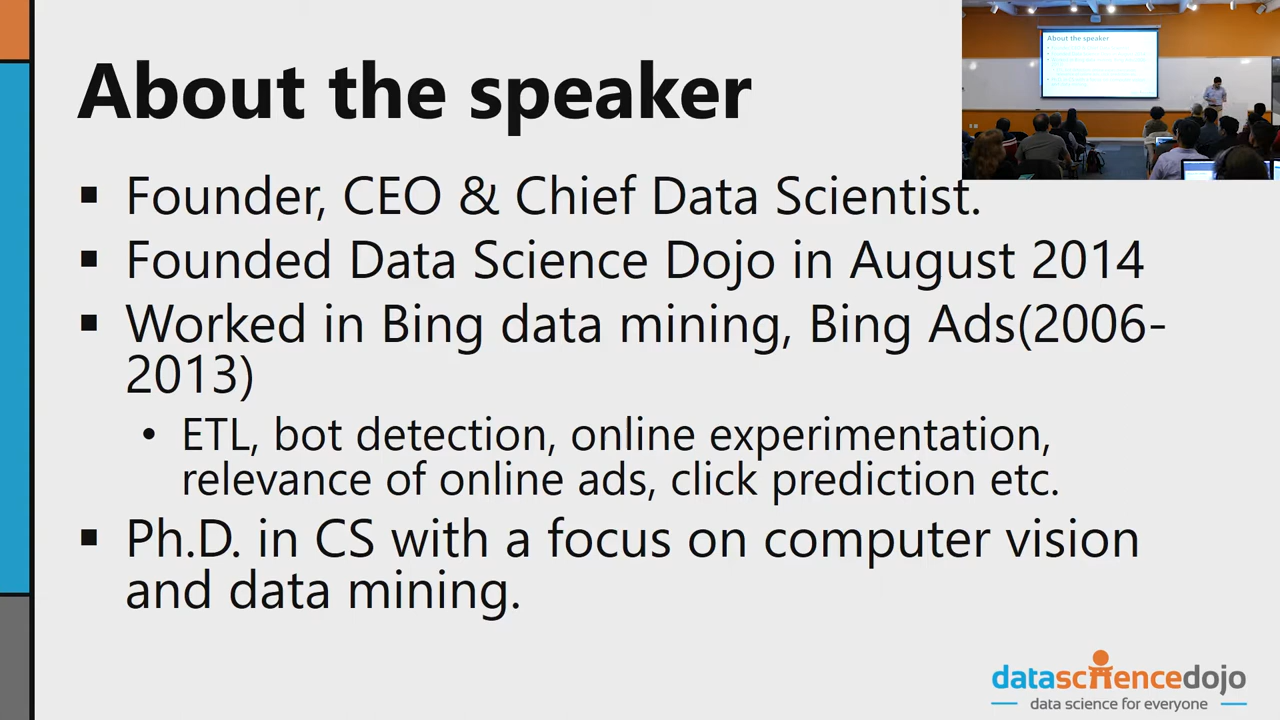 About the speaker
Founder, CEO & Chief Data Scientist.
Founded Data Science Dojo in August 2014
Worked in Bing data mining, Bing Ads(2006-
2013)
ETL, bot detection, online experimentation,
relevance of online ads, click prediction etc.
Ph.D. in CS with a focus on computer vision
and data mining.
datasciencedojo
data science for everyone
About the speaker